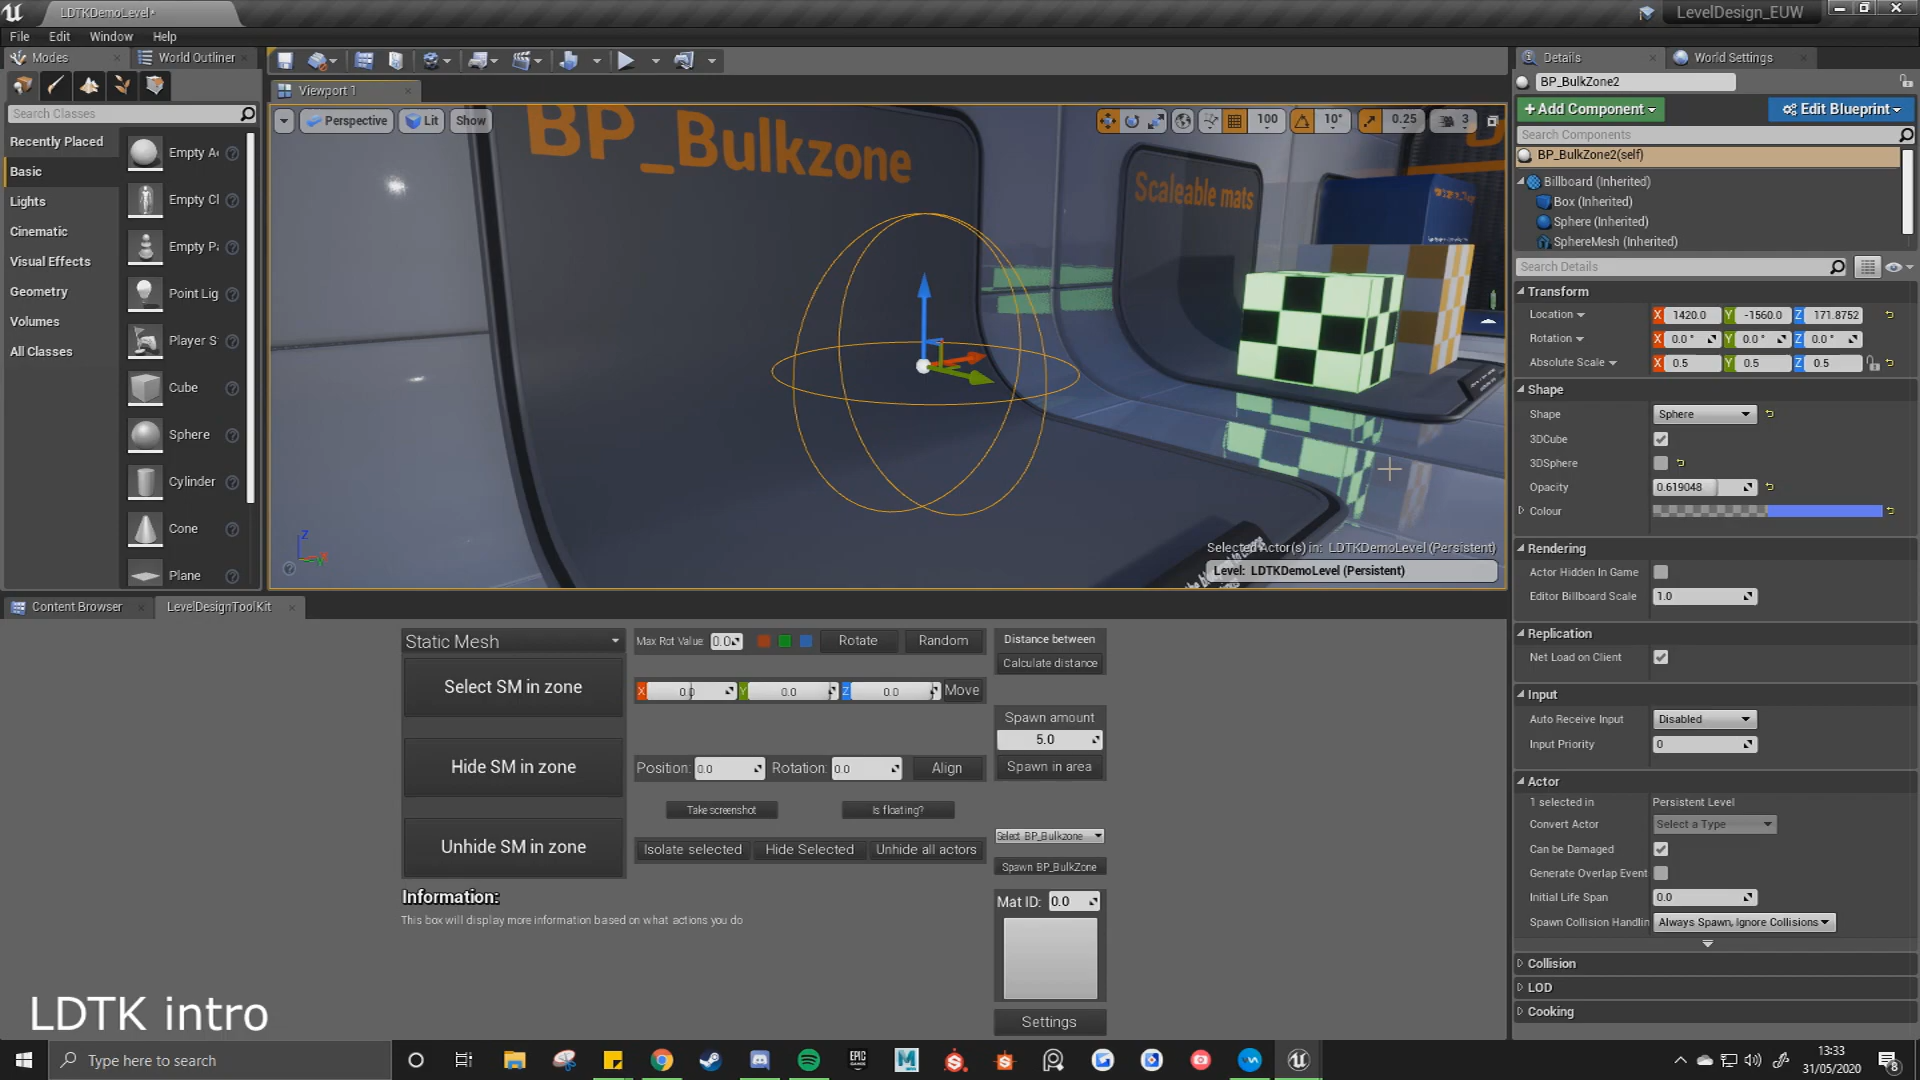 LDTKDemoLevel*
LevelDesign_EUW
File Edit Window Help
Modes
World Outliner
Viewport 1
Details
World Settings
Search Classes
Recently Placed
Basic
Lights
Cinematic
Visual Effects
Geometry
Volumes
All Classes
Empty Ac
Empty Cl
Empty Pa
Point Lig
Player S
Cube
Sphere
Cylinder
Cone
Plane
Perspective
Lit
Show
100
10°
0.25
3
BP_Bulkzone
Scaleable mats
Selected Actor(s) in: LDTKDemoLevel (Persistent)
Level: LDTKDemoLevel (Persistent)
Z
BP_BulkZone2
+Add Component
Edit Blueprint
Search Components
BP_BulkZone2(self)
Billboard (Inherited)
Box (Inherited)
Sphere (Inherited)
SphereMesh (Inherited)
Search Details
Transform
Location X 1420.0 Y -1560.0 Z 171.8752
Rotation X 0.0 ° Y 0.0 ° Z 0.0 °
Absolute Scale X 0.5 Y 0.5 Z 0.5
Shape
Shape Sphere
3DCube
3DSphere
Opacity 0.619048
Colour
Rendering
Actor Hidden In Game
Editor Billboard Scale 1.0
Replication
Net Load on Client
Input
Auto Receive Input Disabled
Input Priority 0
Actor
1 selected in Persistent Level
Convert Actor Select a Type
Can be Damaged
Generate Overlap Event
Initial Life Span 0.0
Spawn Collision Handlin Always Spawn, Ignore Collisions
Collision
LOD
Cooking
Content Browser
LevelDesignToolKit
Static Mesh
Select SM in zone
Hide SM in zone
Unhide SM in zone
Information:
This box will display more information based on what actions you do
Max Rot Value: 0.0 Rotate Random
X 0.0 Y 0.0 Z 0.0 Move
Position: 0.0 Rotation: 0.0 Align
Take screenshot
Is floating?
Isolate selected
Hide Selected
Unhide all actors
Distance between
Calculate distance
Spawn amount
5.0
Spawn in area
Select BP_Bulkzone
Spawn BP_BulkZone
Mat ID: 0.0
Settings
LDTK intro
Type here to search
EPIC
GAMES
13:33
31/05/2020
8